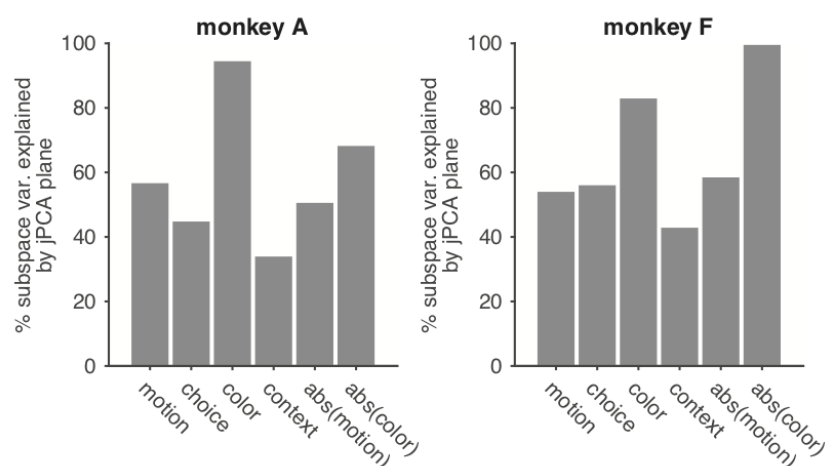 monkey A
% subspace var. explained
by jPCA plane
100
80
60
40
20
0
motion
choice
color
context
abs(motion)
abs(color)
monkey F
% subspace var. explained
by jPCA plane
100
80
60
40
20
0
motion
choice
color
context
abs(motion)
abs(color)